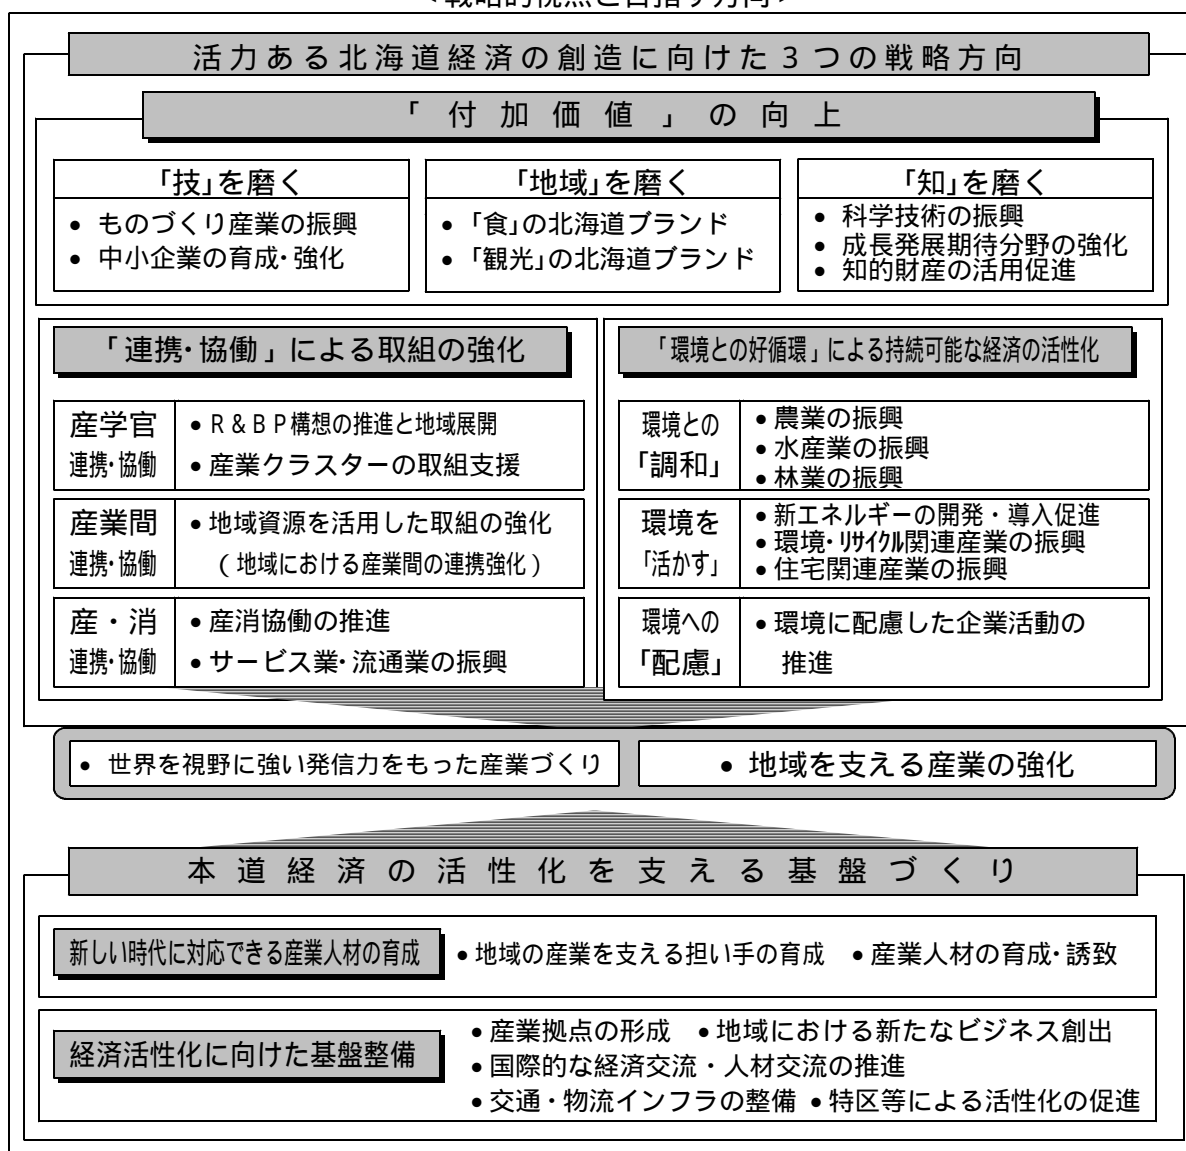 <戦略的視点と目指す方向>
活力ある北海道経済の創造に向けた３つの戦略方向
「付加価値」の向上
「技」を磨く
● ものづくり産業の振興
● 中小企業の育成・強化
「地域」を磨く
● 「食」の北海道ブランド
● 「観光」の北海道ブランド
「知」を磨く
● 科学技術の振興
● 成長発展期待分野の強化
● 知的財産の活用促進
「連携・協働」による取組の強化
産学官
連携・協働
● Ｒ＆ＢＰ構想の推進と地域展開
● 産業クラスターの取組支援
産業間
連携・協働
● 地域資源を活用した取組の強化
（地域における産業間の連携強化）
産・消
連携・協働
● 産消協働の推進
● サービス業・流通業の振興
「環境との好循環」による持続可能な経済の活性化
環境との
「調和」
● 農業の振興
● 水産業の振興
● 林業の振興
環境を
「活かす」
● 新エネルギーの開発・導入促進
● 環境・リサイクル関連産業の振興
● 住宅関連産業の振興
環境への
「配慮」
● 環境に配慮した企業活動の
推進
● 世界を視野に強い発信力をもった産業づくり
● 地域を支える産業の強化
本道経済の活性化を支える基盤づくり
新しい時代に対応できる産業人材の育成
● 地域の産業を支える担い手の育成 ● 産業人材の育成・誘致
経済活性化に向けた基盤整備
● 産業拠点の形成 ● 地域における新たなビジネス創出
● 国際的な経済交流・人材交流の推進
● 交通・物流インフラの整備 ● 特区等による活性化の促進